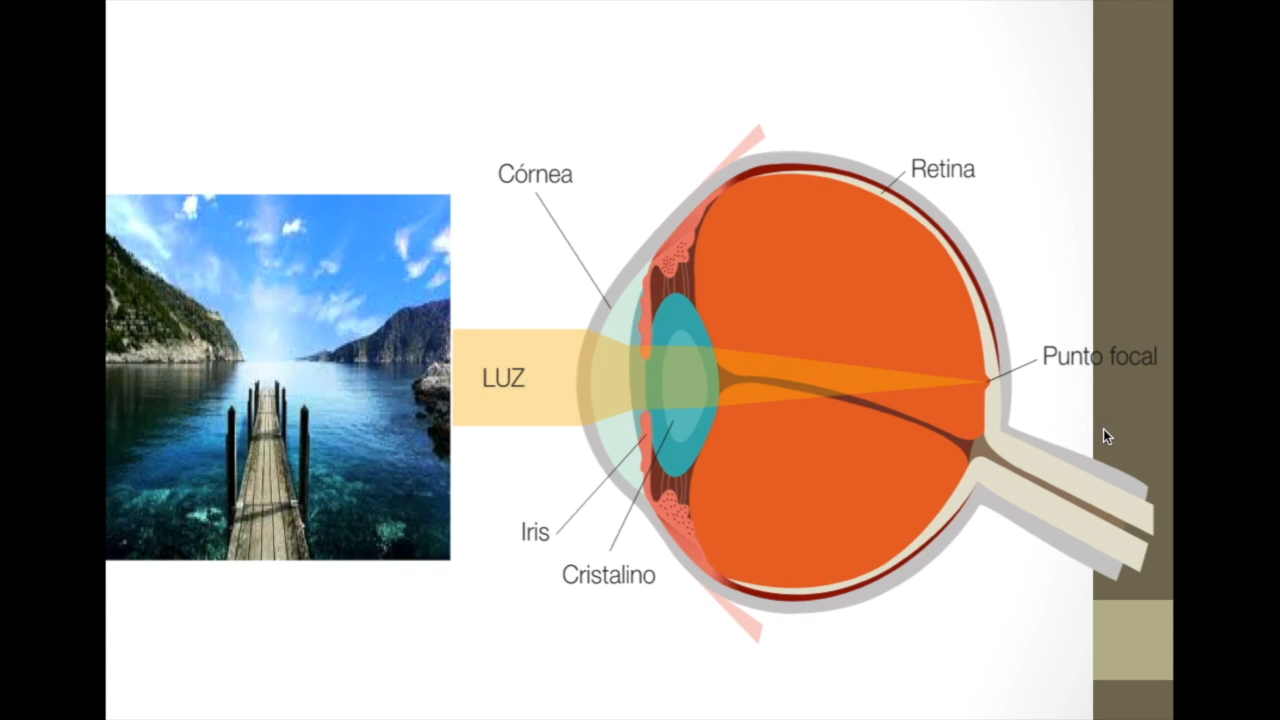 Córnea
Retina
LUZ
Punto focal
Iris
Cristalino